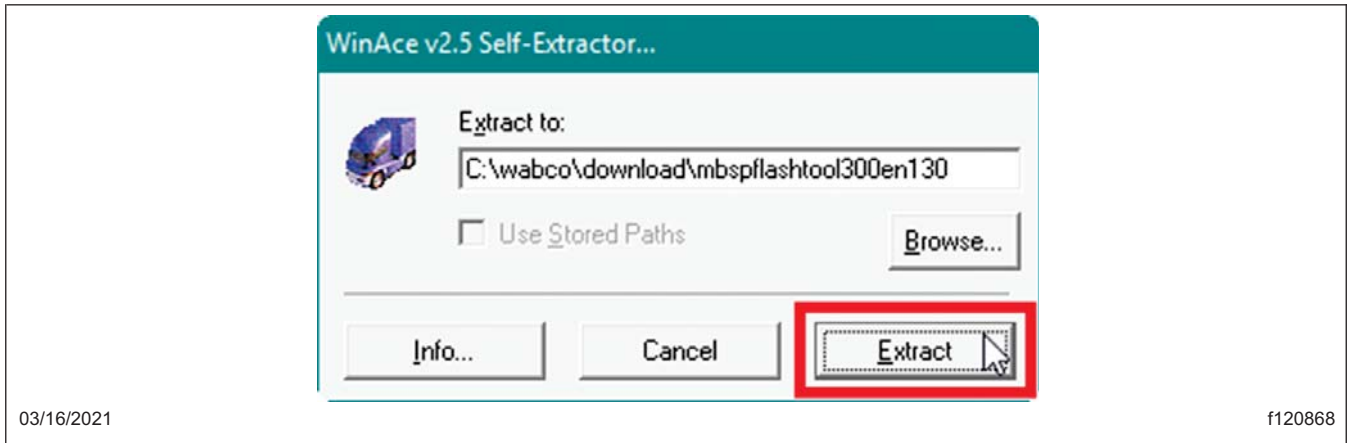 WinAce v2.5 Self-Extractor...
Extract to:
C:\wabco\download\mbspflashtool300en130
Use Stored Paths
Browse...
Info...
Cancel
Extract
03/16/2021
f120868